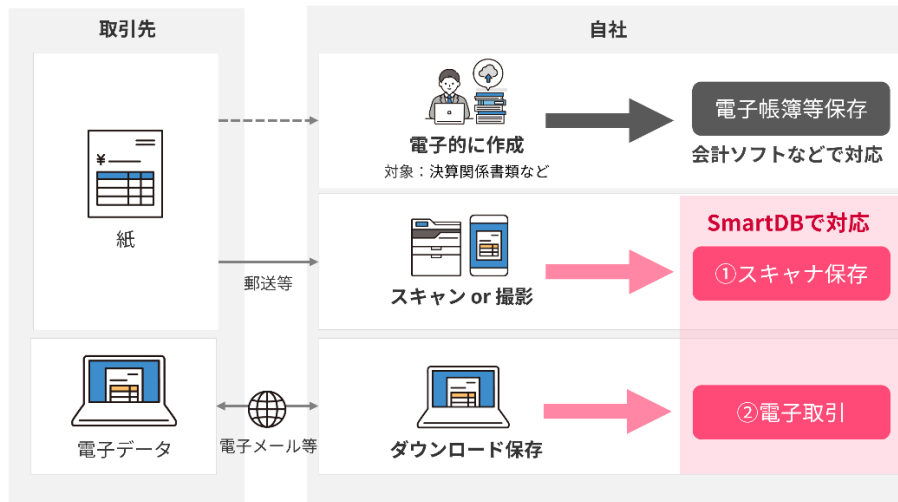 取引先
自社
電子的に作成
対象：決算関係書類など
電子帳簿等保存
会計ソフトなどで対応
¥
紙
郵送等
スキャン or 撮影
SmartDBで対応
①スキャナ保存
電子データ
電子メール等
ダウンロード保存
②電子取引